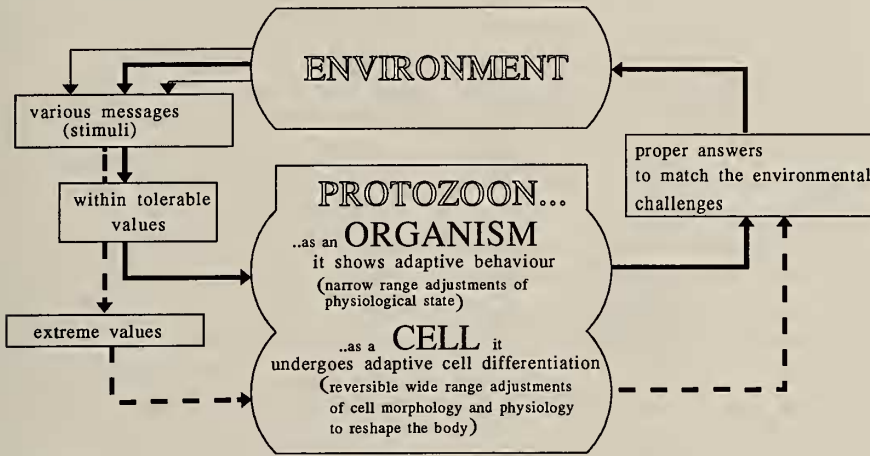 ENVIRONMENT
various messages
(stimuli)
within tolerable
values
extreme values
PROTOZOON...
..as an ORGANISM
it shows adaptive behaviour
(narrow range adjustments of
physiological state)
..as a CELL it
undergoes adaptive cell differentiation
(reversible wide range adjustments
of cell morphology and physiology
to reshape the body)
proper answers
to match the environmental
challenges